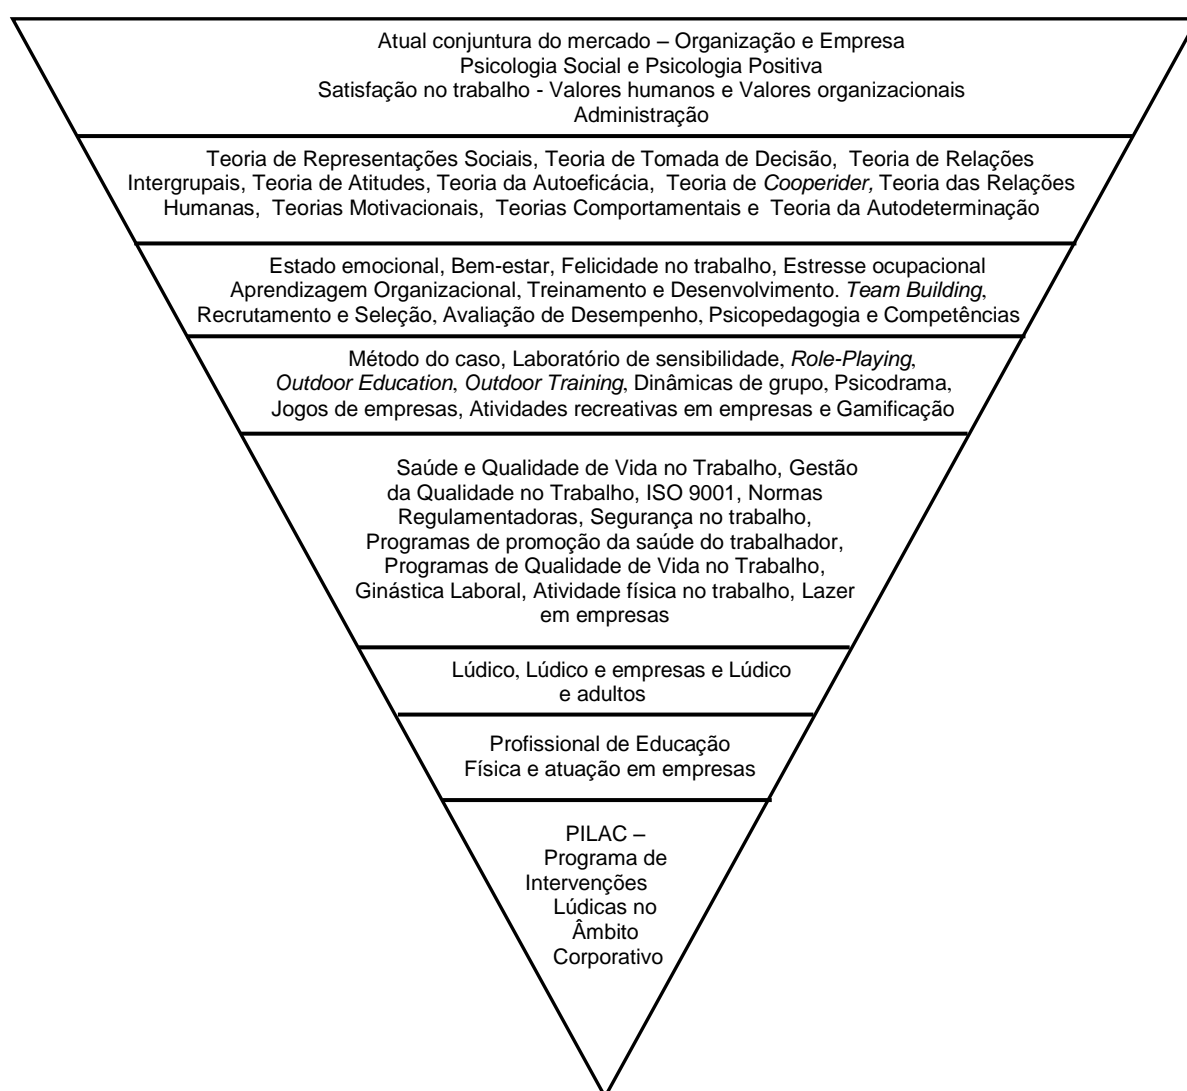 Atual conjuntura do mercado – Organização e Empresa
Psicologia Social e Psicologia Positiva
Satisfação no trabalho - Valores humanos e Valores organizacionais
Administração
Teoria de Representações Sociais, Teoria de Tomada de Decisão, Teoria de Relações
Intergrupais, Teoria de Atitudes, Teoria da Autoeficácia, Teoria de Cooperider, Teoria das Relações
Humanas, Teorias Motivacionais, Teorias Comportamentais e Teoria da Autodeterminação
Estado emocional, Bem-estar, Felicidade no trabalho, Estresse ocupacional
Aprendizagem Organizacional, Treinamento e Desenvolvimento. Team Building,
Recrutamento e Seleção, Avaliação de Desempenho, Psicopedagogia e Competências
Método do caso, Laboratório de sensibilidade, Role-Playing,
Outdoor Education, Outdoor Training, Dinâmicas de grupo, Psicodrama,
Jogos de empresas, Atividades recreativas em empresas e Gamificação
Saúde e Qualidade de Vida no Trabalho, Gestão
da Qualidade no Trabalho, ISO 9001, Normas
Regulamentadoras, Segurança no trabalho,
Programas de promoção da saúde do trabalhador,
Programas de Qualidade de Vida no Trabalho,
Ginástica Laboral, Atividade física no trabalho, Lazer
em empresas
Lúdico, Lúdico e empresas e Lúdico
e adultos
Profissional de Educação
Física e atuação em empresas
PILAC –
Programa de
Intervenções
Lúdicas no
Âmbito
Corporativo